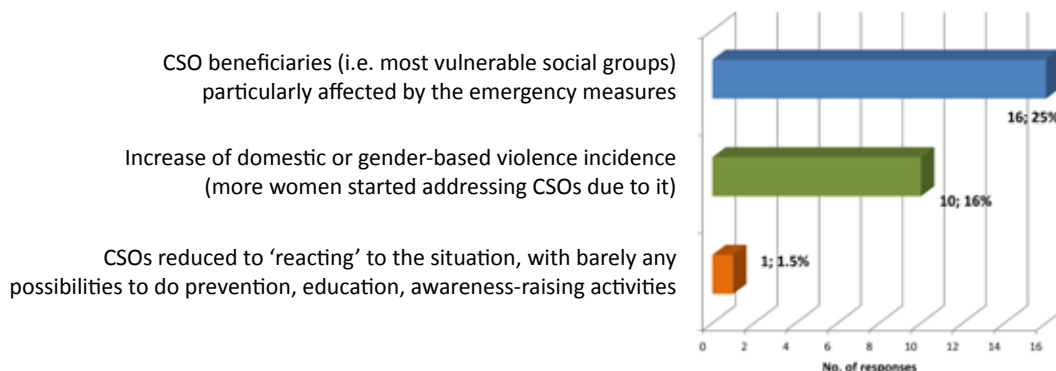 CSO beneficiaries (i.e. most vulnerable social groups)
particularly affected by the emergency measures
16; 25%
Increase of domestic or gender-based violence incidence
(more women started addressing CSOs due to it)
10; 16%
CSOs reduced to ‘reacting’ to the situation, with barely any
possibilities to do prevention, education, awareness-raising activities
1; 1.5%
0 2 4 6 8 10 12 14 16
No. of responses